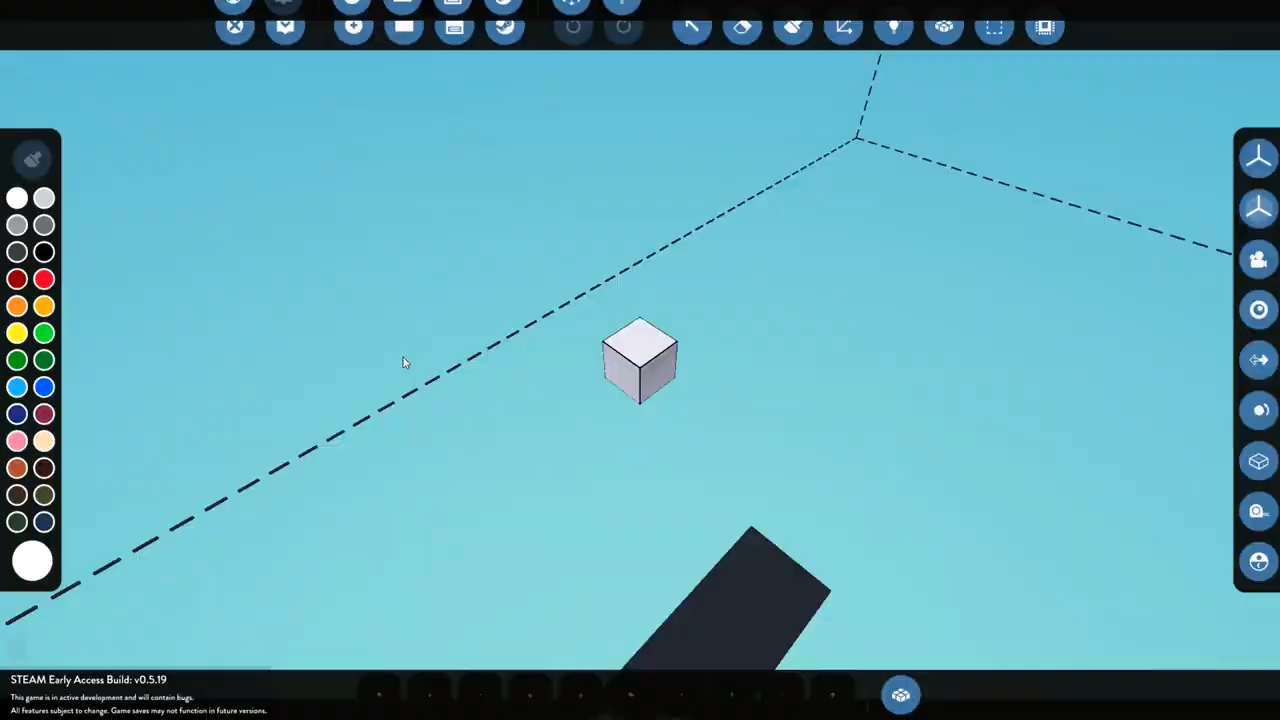 STEAM Early Access Build: v0.5.19
This game is in active development and will contain bugs.
All features subject to change. Game saves may not function in future versions.